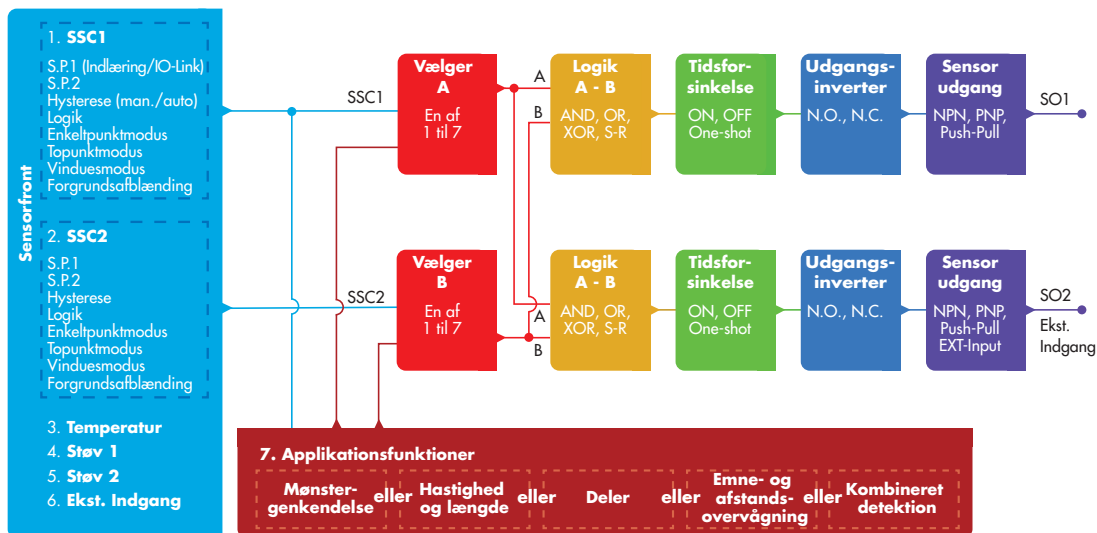 Sensorfront
1. SSC1
S.P.1 (Indlæring/IO-Link)
S.P.2
Hysterese (man./auto)
Logik
Enkeltpunktmodus
Topunktmodus
Vinduesmodus
Forgrundsafblænding
2. SSC2
S.P.1
S.P.2
Hysterese
Logik
Enkeltpunktmodus
Topunktmodus
Vinduesmodus
Forgrundsafblænding
3. Temperatur
4. Støv 1
5. Støv 2
6. Ekst. Indgang
SSC1
Vælger
A
En af
1 til 7
A
B
Logik
A - B
AND, OR,
XOR, S-R
Tidsfor-
sinkelse
ON, OFF
One-shot
Udgangs-
inverter
N.O., N.C.
Sensor
udgang
NPN, PNP,
Push-Pull
SO1
SSC2
Vælger
B
En af
1 til 7
A
B
Logik
A - B
AND, OR,
XOR, S-R
Tidsfor-
sinkelse
ON, OFF
One-shot
Udgangs-
inverter
N.O., N.C.
Sensor
udgang
NPN, PNP,
Push-Pull
EXT-Input
SO2
Ekst.
Indgang
7. Applikationsfunktioner
Mønster-
genkendelse
eller
Hastighed
og længde
eller
Deler
eller
Emne- og
afstands-
overvågning
eller
Kombineret
detektion